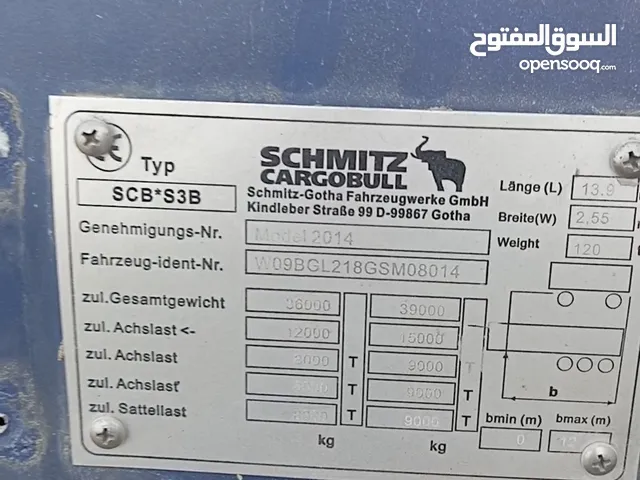 السوق المفتوح
opensooq.com
Typ
SCB*S3B
SCHMITZ
CARGOBULL
Schmitz-Gotha Fahrzeugwerke GmbH
Kindleber Straße 99 D-99867 Gotha
Länge (L) 13.9
Breite(W) 2,55
Weight 120
Genehmigungs-Nr. Model 2014
Fahrzeug-ident-Nr. W09BGL218GSM08014
zul.Gesamtgewicht 36000 39000
zul. Achslast <- 12000 15000
zul. Achslast T 9000 T
zul. Achslast T T
zul. Sattellast T 9000 T
kg kg
b
bmin (m) bmax (m)
0